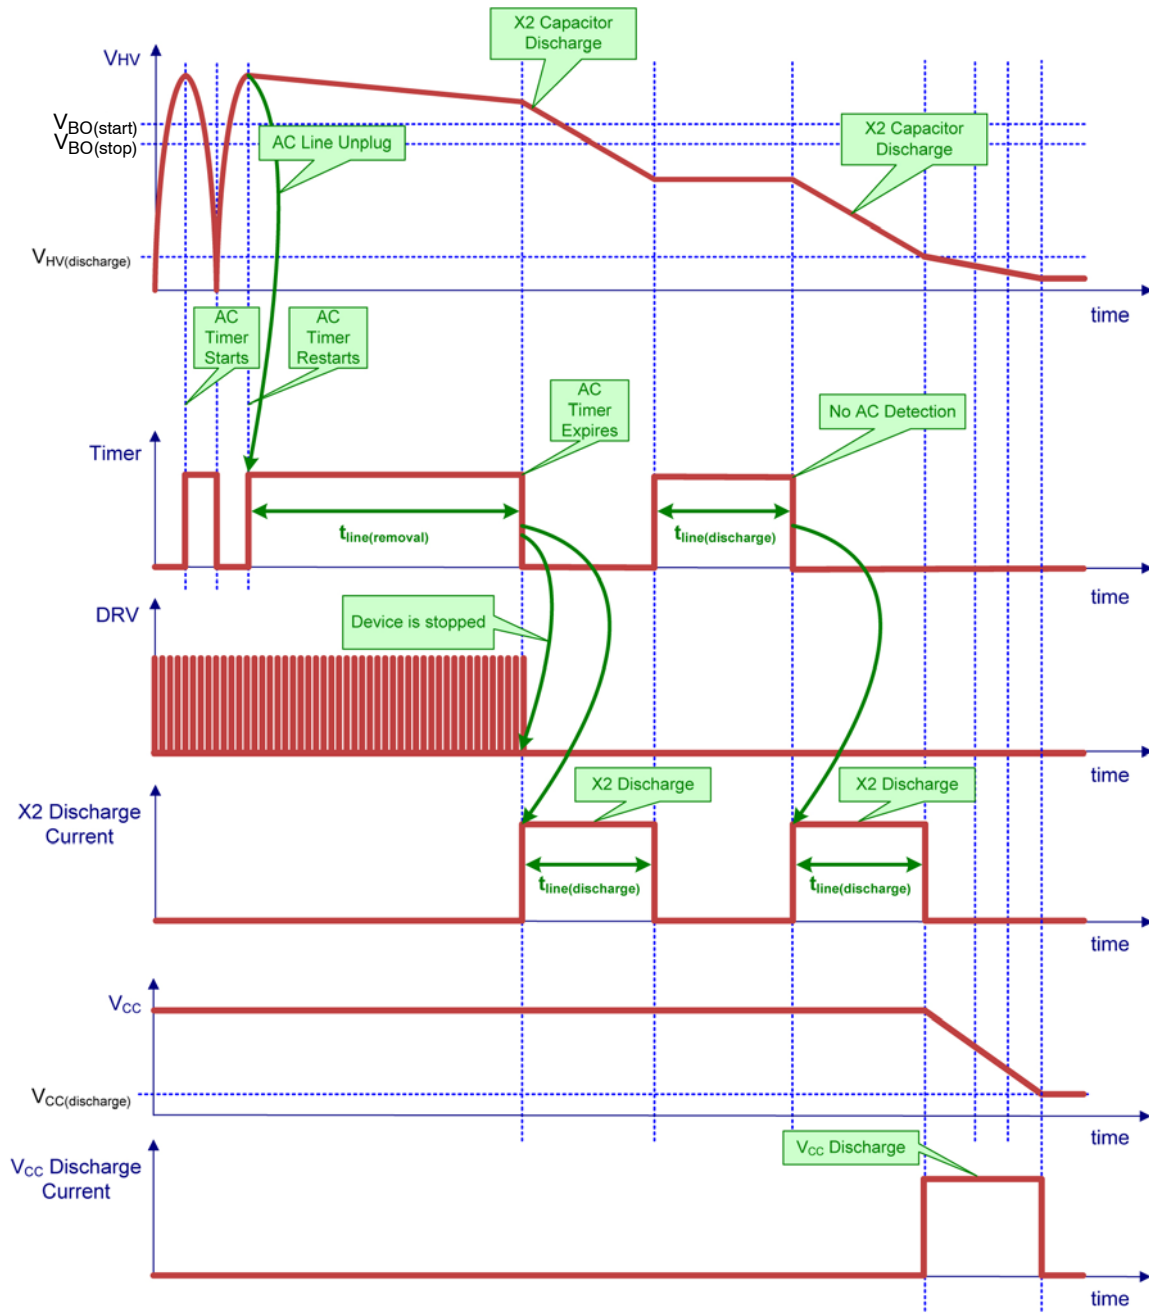 X2 Capacitor
Discharge
VHV
VBO(start)
VBO(stop)
AC Line Unplug
X2 Capacitor
Discharge
VHV(discharge)
time
AC
Timer
Starts
AC
Timer
Restarts
AC
Timer
Expires
No AC Detection
Timer
tline(removal)
tline(discharge)
time
DRV
Device is stopped
time
X2 Discharge
X2 Discharge
X2 Discharge
Current
tline(discharge)
tline(discharge)
time
VCC
VCC(discharge)
time
VCC Discharge
VCC Discharge
Current
time